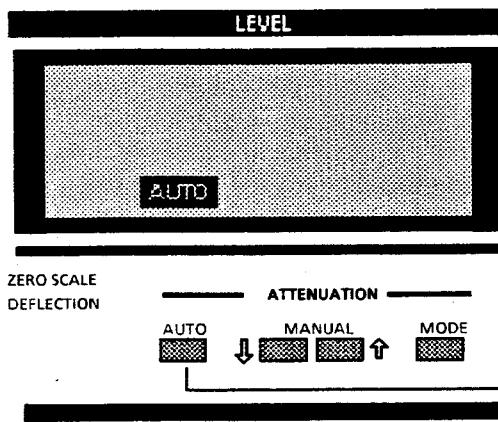 LEVEL
AUTO
ZERO SCALE
DEFLECTION
ATTENUATION
AUTO
MANUAL
MODE